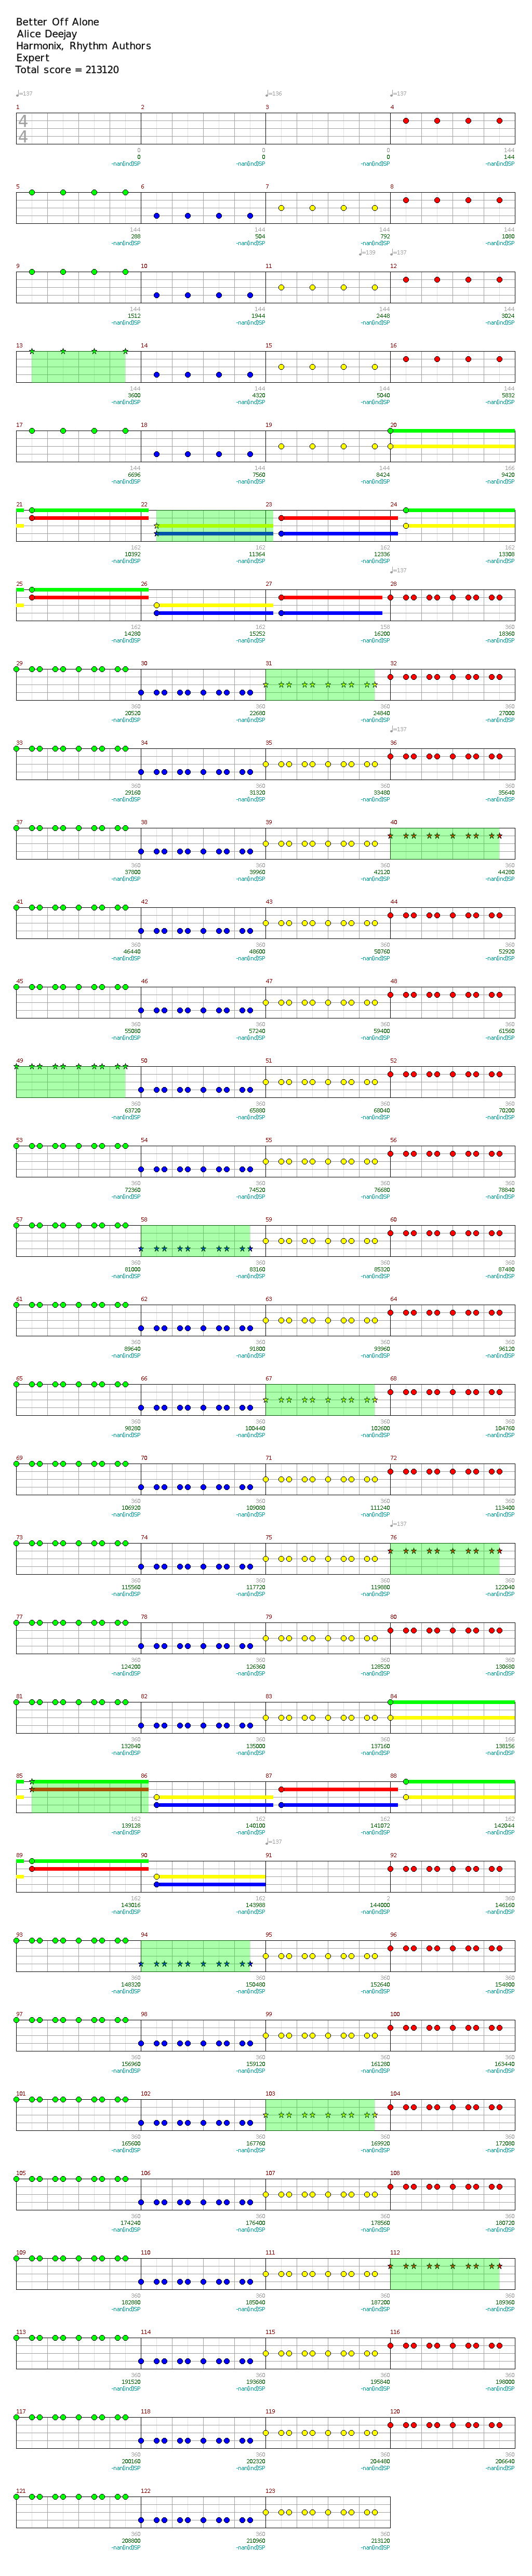 Better Off Alone
Alice Deejay
Harmonix, Rhythm Authors
Expert
Total score = 213120
♩=137 ♩=136 ♩=137
1 2 3 4
4
4
0 0 0 144
0 0 0 144
-nan(ind)SP -nan(ind)SP -nan(ind)SP -nan(ind)SP
5 6 7 8
144 144 144 144
288 504 792 1080
-nan(ind)SP -nan(ind)SP -nan(ind)SP -nan(ind)SP
♩=139 ♩=137
9 10 11 12
144 144 144 144
1512 1944 2448 3024
-nan(ind)SP -nan(ind)SP -nan(ind)SP -nan(ind)SP
13 14 15 16
144 144 144 144
3600 4320 5040 5832
-nan(ind)SP -nan(ind)SP -nan(ind)SP -nan(ind)SP
17 18 19 20
144 144 144 166
6696 7560 8424 9420
-nan(ind)SP -nan(ind)SP -nan(ind)SP -nan(ind)SP
21 22 23 24
162 162 162 162
10392 11364 12336 13308
-nan(ind)SP -nan(ind)SP -nan(ind)SP -nan(ind)SP
♩=137
25 26 27 28
162 162 158 360
14280 15252 16200 18360
-nan(ind)SP -nan(ind)SP -nan(ind)SP -nan(ind)SP
29 30 31 32
360 360 360 360
20520 22680 24840 27000
-nan(ind)SP -nan(ind)SP -nan(ind)SP -nan(ind)SP
♩=137
33 34 35 36
360 360 360 360
29160 31320 33480 35640
-nan(ind)SP -nan(ind)SP -nan(ind)SP -nan(ind)SP
37 38 39 40
360 360 360 360
37800 39960 42120 44280
-nan(ind)SP -nan(ind)SP -nan(ind)SP -nan(ind)SP
41 42 43 44
360 360 360 360
46440 48600 50760 52920
-nan(ind)SP -nan(ind)SP -nan(ind)SP -nan(ind)SP
45 46 47 48
360 360 360 360
55080 57240 59400 61560
-nan(ind)SP -nan(ind)SP -nan(ind)SP -nan(ind)SP
49 50 51 52
360 360 360 360
63720 65880 68040 70200
-nan(ind)SP -nan(ind)SP -nan(ind)SP -nan(ind)SP
53 54 55 56
360 360 360 360
72360 74520 76680 78840
-nan(ind)SP -nan(ind)SP -nan(ind)SP -nan(ind)SP
57 58 59 60
360 360 360 360
81000 83160 85320 87480
-nan(ind)SP -nan(ind)SP -nan(ind)SP -nan(ind)SP
61 62 63 64
360 360 360 360
89640 91800 93960 96120
-nan(ind)SP -nan(ind)SP -nan(ind)SP -nan(ind)SP
65 66 67 68
360 360 360 360
98280 100440 102600 104760
-nan(ind)SP -nan(ind)SP -nan(ind)SP -nan(ind)SP
69 70 71 72
360 360 360 360
106920 109080 111240 113400
-nan(ind)SP -nan(ind)SP -nan(ind)SP -nan(ind)SP
♩=137
73 74 75 76
360 360 360 360
115560 117720 119880 122040
-nan(ind)SP -nan(ind)SP -nan(ind)SP -nan(ind)SP
77 78 79 80
360 360 360 360
124200 126360 128520 130680
-nan(ind)SP -nan(ind)SP -nan(ind)SP -nan(ind)SP
81 82 83 84
360 360 360 166
132840 135000 137160 138156
-nan(ind)SP -nan(ind)SP -nan(ind)SP -nan(ind)SP
85 86 87 88
162 162 162 162
139128 140100 141072 142044
-nan(ind)SP -nan(ind)SP -nan(ind)SP -nan(ind)SP
♩=137
89 90 91 92
162 162 2 360
143016 143988 144000 146160
-nan(ind)SP -nan(ind)SP -nan(ind)SP -nan(ind)SP
93 94 95 96
360 360 360 360
148320 150480 152640 154800
-nan(ind)SP -nan(ind)SP -nan(ind)SP -nan(ind)SP
97 98 99 100
360 360 360 360
156960 159120 161280 163440
-nan(ind)SP -nan(ind)SP -nan(ind)SP -nan(ind)SP
101 102 103 104
360 360 360 360
165600 167760 169920 172080
-nan(ind)SP -nan(ind)SP -nan(ind)SP -nan(ind)SP
105 106 107 108
360 360 360 360
174240 176400 178560 180720
-nan(ind)SP -nan(ind)SP -nan(ind)SP -nan(ind)SP
109 110 111 112
360 360 360 360
182880 185040 187200 189360
-nan(ind)SP -nan(ind)SP -nan(ind)SP -nan(ind)SP
113 114 115 116
360 360 360 360
191520 193680 195840 198000
-nan(ind)SP -nan(ind)SP -nan(ind)SP -nan(ind)SP
117 118 119 120
360 360 360 360
200160 202320 204480 206640
-nan(ind)SP -nan(ind)SP -nan(ind)SP -nan(ind)SP
121 122 123
360 360 360
208800 210960 213120
-nan(ind)SP -nan(ind)SP -nan(ind)SP